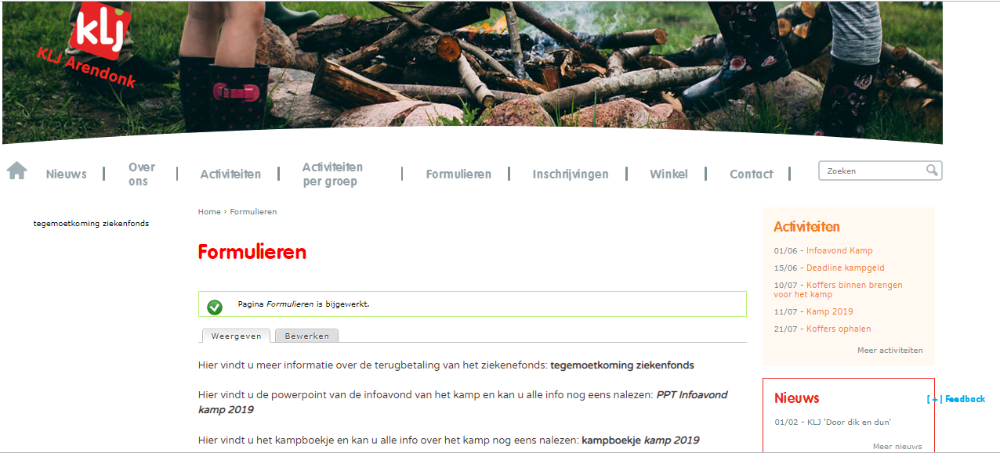 klj
KLJ Arendonk
Nieuws
Over
ons
Activiteiten
Activiteiten
per groep
Formulieren
Inschrijvingen
Winkel
Contact
Zoeken
tegemoetkoming ziekenfonds
Home > Formulieren
Formulieren
Pagina Formulieren is bijgewerkt.
Weergeven
Bewerken
Hier vindt u meer informatie over de terugbetaling van het ziekenefonds: tegemoetkoming ziekenfonds
Hier vindt u de powerpoint van de infoavond van het kamp en kan u alle info nog eens nalezen: PPT Infoavond
kamp 2019
Hier vindt u het kampboekje en kan u alle info over het kamp nog eens nalezen: kampboekje kamp 2019
Activiteiten
01/06 - Infoavond Kamp
15/06 - Deadline kampgeld
10/07 - Koffers binnen brengen
voor het kamp
11/07 - Kamp 2019
21/07 - Koffers ophalen
Meer activiteiten
Nieuws
01/02 - KLJ 'Door dik en dun'
Meer nieuws
[+] Feedback